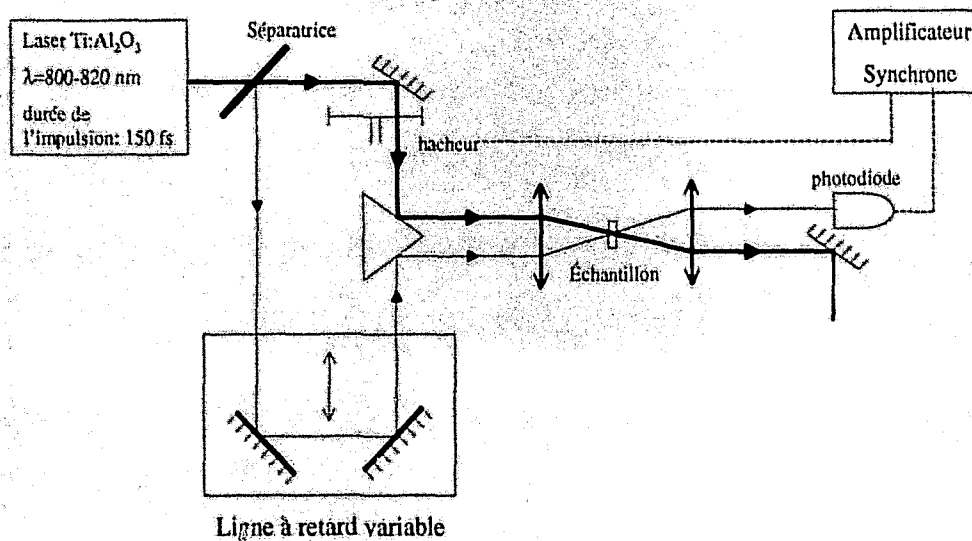 Laser Ti:Al₂O₃
λ=800-820 nm
durée de
l'impulsion: 150 fs
Séparatrice
hacheur
Amplificateur
Synchrone
photodiode
Échantillon
Ligne à retard variable